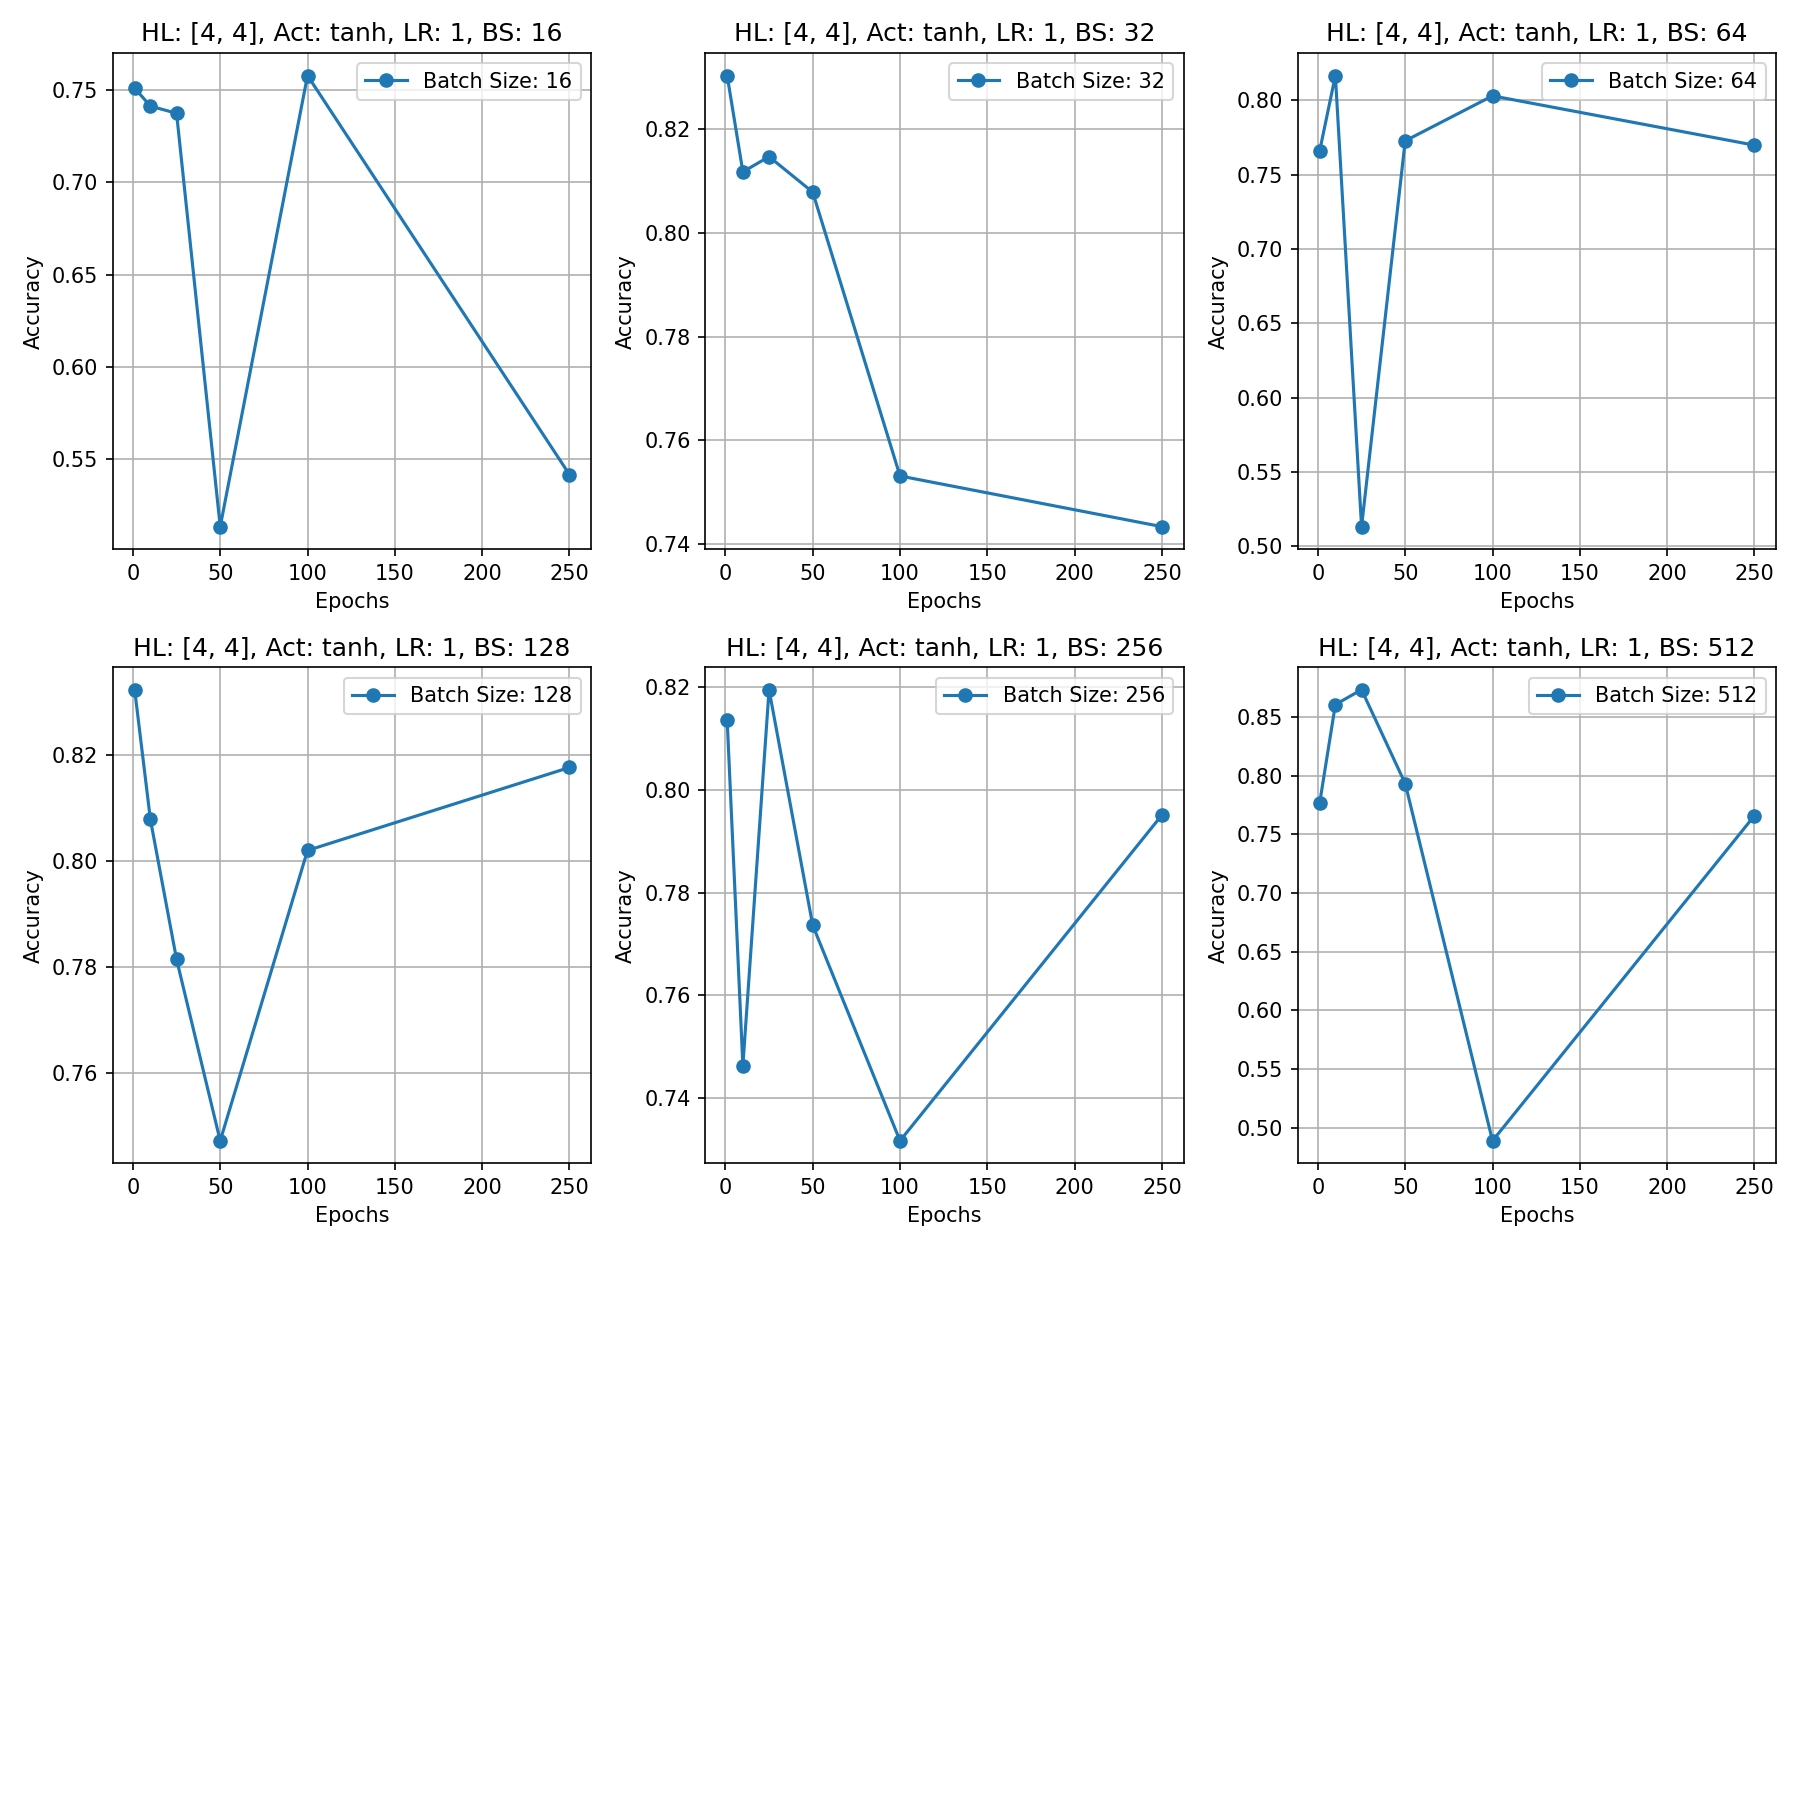 HL: [4, 4], Act: tanh, LR: 1, BS: 16
Batch Size: 16
Accuracy
0.75
0.70
0.65
0.60
0.55
0 50 100 150 200 250
Epochs
HL: [4, 4], Act: tanh, LR: 1, BS: 32
Batch Size: 32
Accuracy
0.82
0.80
0.78
0.76
0.74
0 50 100 150 200 250
Epochs
HL: [4, 4], Act: tanh, LR: 1, BS: 64
Batch Size: 64
Accuracy
0.80
0.75
0.70
0.65
0.60
0.55
0.50
0 50 100 150 200 250
Epochs
HL: [4, 4], Act: tanh, LR: 1, BS: 128
Batch Size: 128
Accuracy
0.82
0.80
0.78
0.76
0 50 100 150 200 250
Epochs
HL: [4, 4], Act: tanh, LR: 1, BS: 256
Batch Size: 256
Accuracy
0.82
0.80
0.78
0.76
0.74
0 50 100 150 200 250
Epochs
HL: [4, 4], Act: tanh, LR: 1, BS: 512
Batch Size: 512
Accuracy
0.85
0.80
0.75
0.70
0.65
0.60
0.55
0.50
0 50 100 150 200 250
Epochs